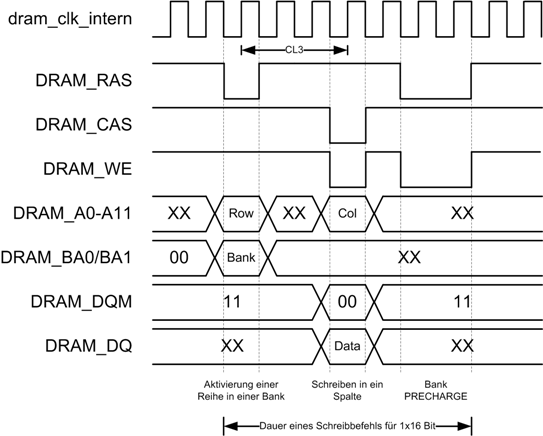 dram_clk_intern
CL3
DRAM_RAS
DRAM_CAS
DRAM_WE
DRAM_A0-A11 XX Row XX Col XX
DRAM_BA0/BA1 00 Bank XX
DRAM_DQM 11 00 11
DRAM_DQ XX Data XX
Aktivierung einer Schreiben in ein Bank
Reihe in einer Bank Spalte PRECHARGE
Dauer eines Schreibbefehls für 1x16 Bit